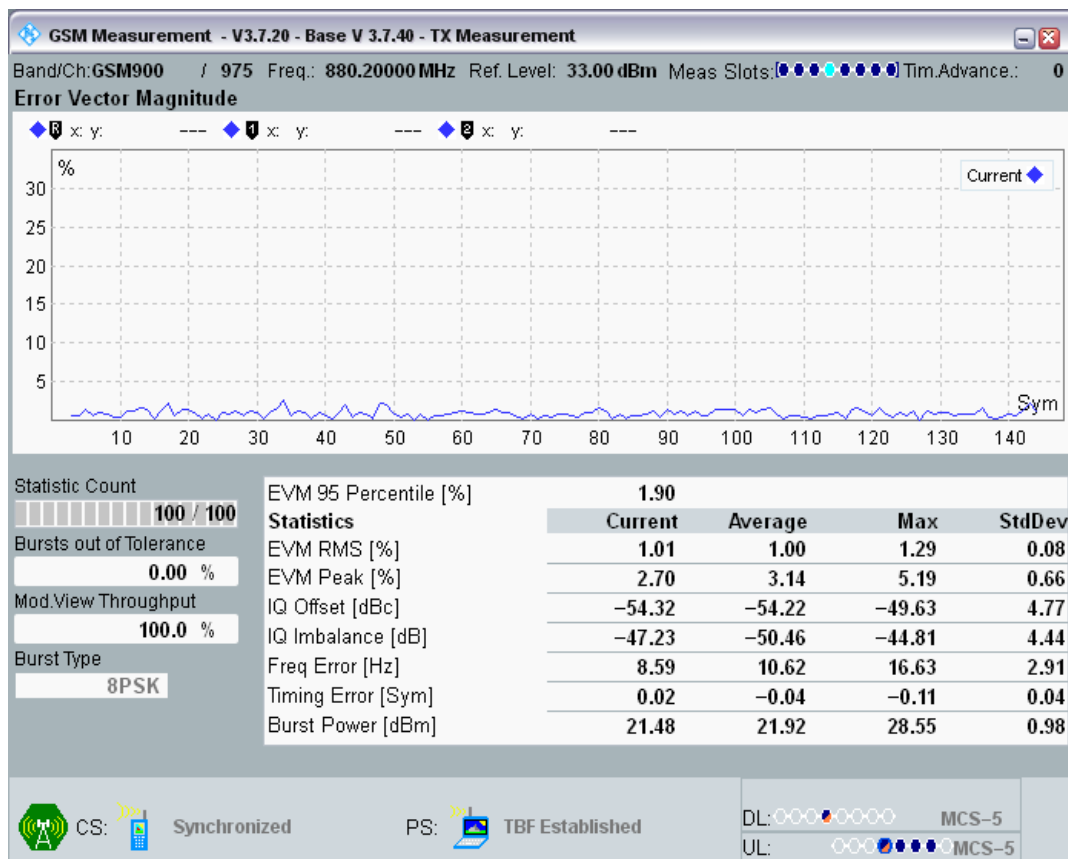 GSM Measurement - V3.7.20 - Base V 3.7.40 - TX Measurement
Band/Ch:GSM900 / 975 Freq.: 880.20000 MHz Ref. Level: 33.00 dBm Meas Slots: Tim.Advance.: 0
Error Vector Magnitude
R x: y: --- 1 x: y: --- 2 x: y: ---
%
Current
30
25
20
15
10
5
Sym
10 20 30 40 50 60 70 80 90 100 110 120 130 140
Statistic Count
100 / 100
Bursts out of Tolerance
0.00 %
Mod.View Throughput
100.0 %
Burst Type
8PSK
EVM 95 Percentile [%] 1.90
Statistics Current Average Max StdDev
EVM RMS [%] 1.01 1.00 1.29 0.08
EVM Peak [%] 2.70 3.14 5.19 0.66
IQ Offset [dBc] −54.32 −54.22 −49.63 4.77
IQ Imbalance [dB] −47.23 −50.46 −44.81 4.44
Freq Error [Hz] 8.59 10.62 16.63 2.91
Timing Error [Sym] 0.02 −0.04 −0.11 0.04
Burst Power [dBm] 21.48 21.92 28.55 0.98
CS: Synchronized PS: TBF Established
DL: MCS−5
UL: MCS−5